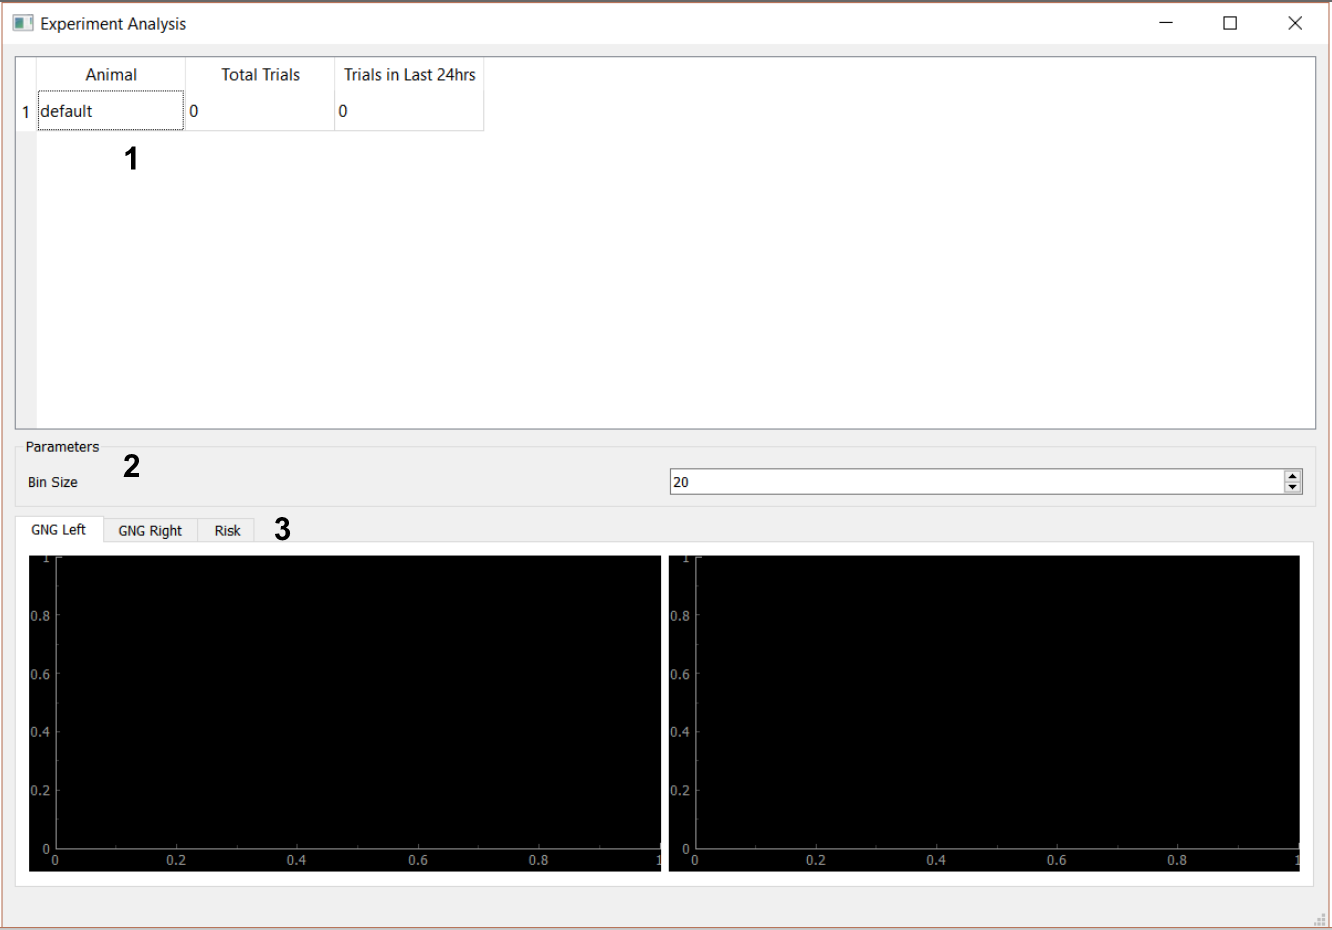 Experiment Analysis
Animal Total Trials Trials in Last 24hrs
1 default 0 0
1
Parameters
2
Bin Size 20
GNG Left GNG Right Risk 3
1 1
0.8 0.8
0.6 0.6
0.4 0.4
0.2 0.2
0 0
0 0.2 0.4 0.6 0.8 1 0 0.2 0.4 0.6 0.8 1